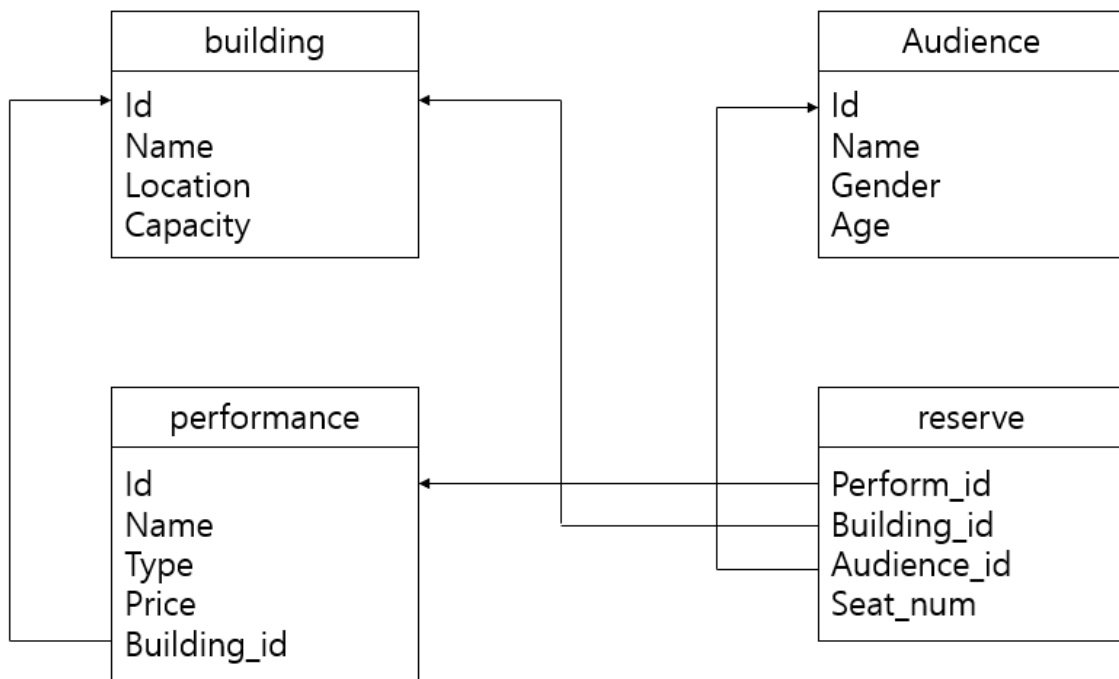 building
Id
Name
Location
Capacity
Audience
Id
Name
Gender
Age
performance
Id
Name
Type
Price
Building_id
reserve
Perform_id
Building_id
Audience_id
Seat_num